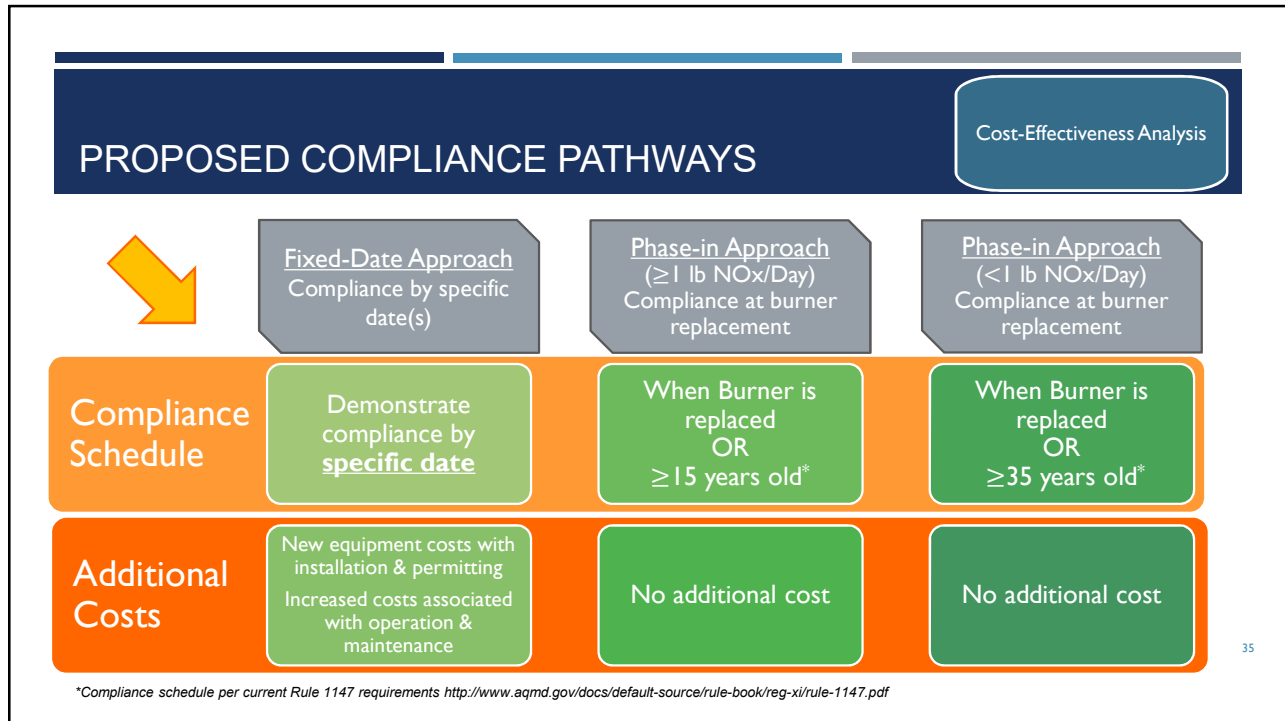 Cost-Effectiveness Analysis
PROPOSED COMPLIANCE PATHWAYS
Fixed-Date Approach
Compliance by specific
date(s)
Phase-in Approach
(≥1 lb NOx/Day)
Compliance at burner
replacement
Phase-in Approach
(<1 lb NOx/Day)
Compliance at burner
replacement
Compliance
Schedule
Demonstrate
compliance by
specific date
When Burner is
replaced
OR
≥15 years old*
When Burner is
replaced
OR
≥35 years old*
Additional
Costs
New equipment costs with
installation & permitting
Increased costs associated
with operation &
maintenance
No additional cost
No additional cost
35
*Compliance schedule per current Rule 1147 requirements http://www.aqmd.gov/docs/default-source/rule-book/reg-xi/rule-1147.pdf